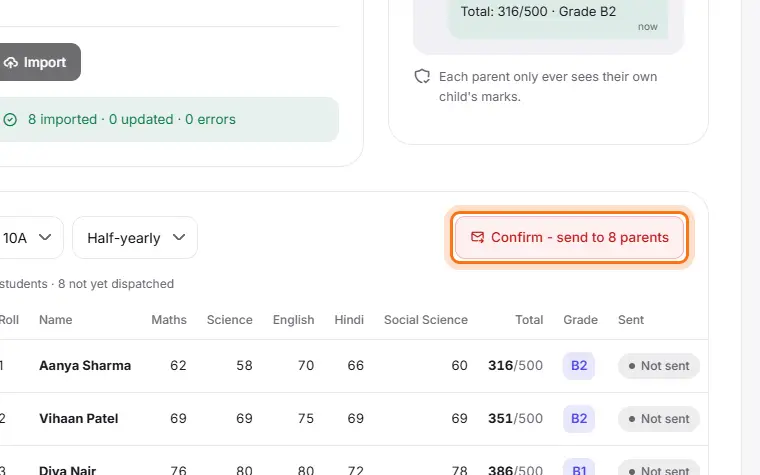 Total: 316/500 · Grade B2
now
Import
Each parent only ever sees their own
child's marks.
8 imported · 0 updated · 0 errors
10A
Half-yearly
Confirm - send to 8 parents
students · 8 not yet dispatched
Roll Name Maths Science English Hindi Social Science Total Grade Sent
1 Aanya Sharma 62 58 70 66 60 316/500 B2 Not sent
2 Vihaan Patel 69 69 75 69 69 351/500 B2 Not sent
3 Diya Nair 76 80 80 72 78 386/500 B1 Not sent